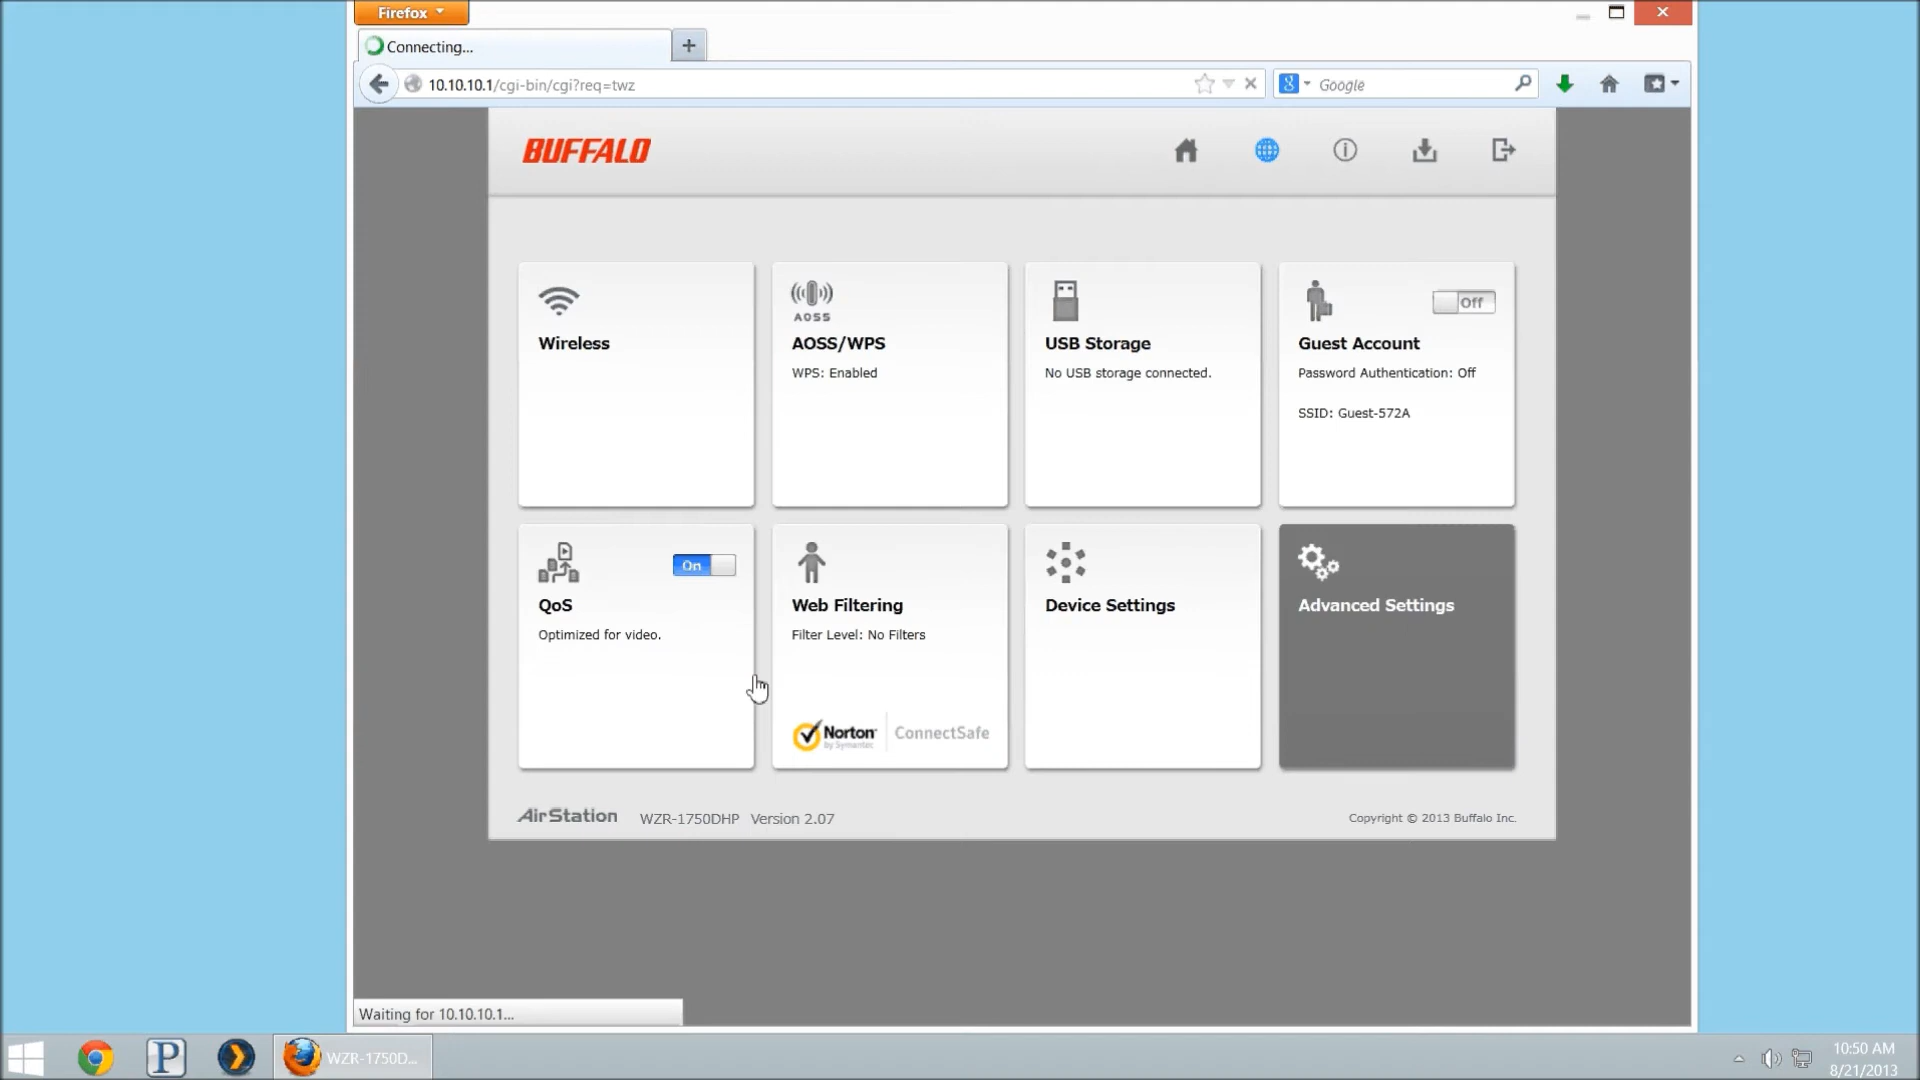 Firefox
Connecting...
10.10.10.1/cgi-bin/cgi?req=twz
Google
BUFFALO
Wireless
AOSS
AOSS/WPS
WPS: Enabled
USB Storage
No USB storage connected.
Off
Guest Account
Password Authentication: Off
SSID: Guest-572A
On
QoS
Optimized for video.
Web Filtering
Filter Level: No Filters
Norton
by Symantec
ConnectSafe
Device Settings
Advanced Settings
AirStation WZR-1750DHP Version 2.07
Copyright © 2013 Buffalo Inc.
Waiting for 10.10.10.1...
WZR-1750D...
10:50 AM
8/21/2013